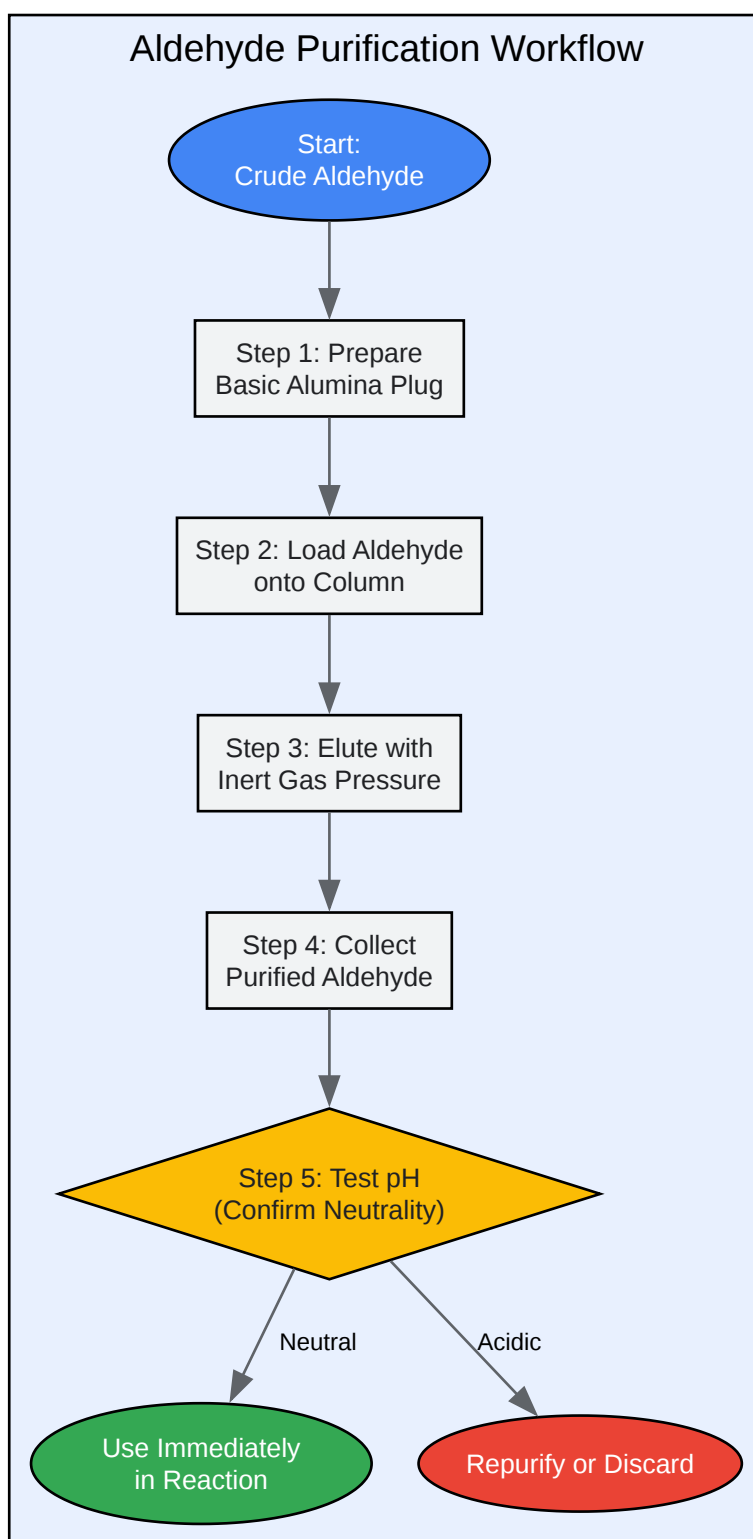 Aldehyde Purification Workflow
Start:
Crude Aldehyde
Step 1: Prepare
Basic Alumina Plug
Step 2: Load Aldehyde
onto Column
Step 3: Elute with
Inert Gas Pressure
Step 4: Collect
Purified Aldehyde
Step 5: Test pH
(Confirm Neutrality)
Neutral
Acidic
Use Immediately
in Reaction
Repurify or Discard